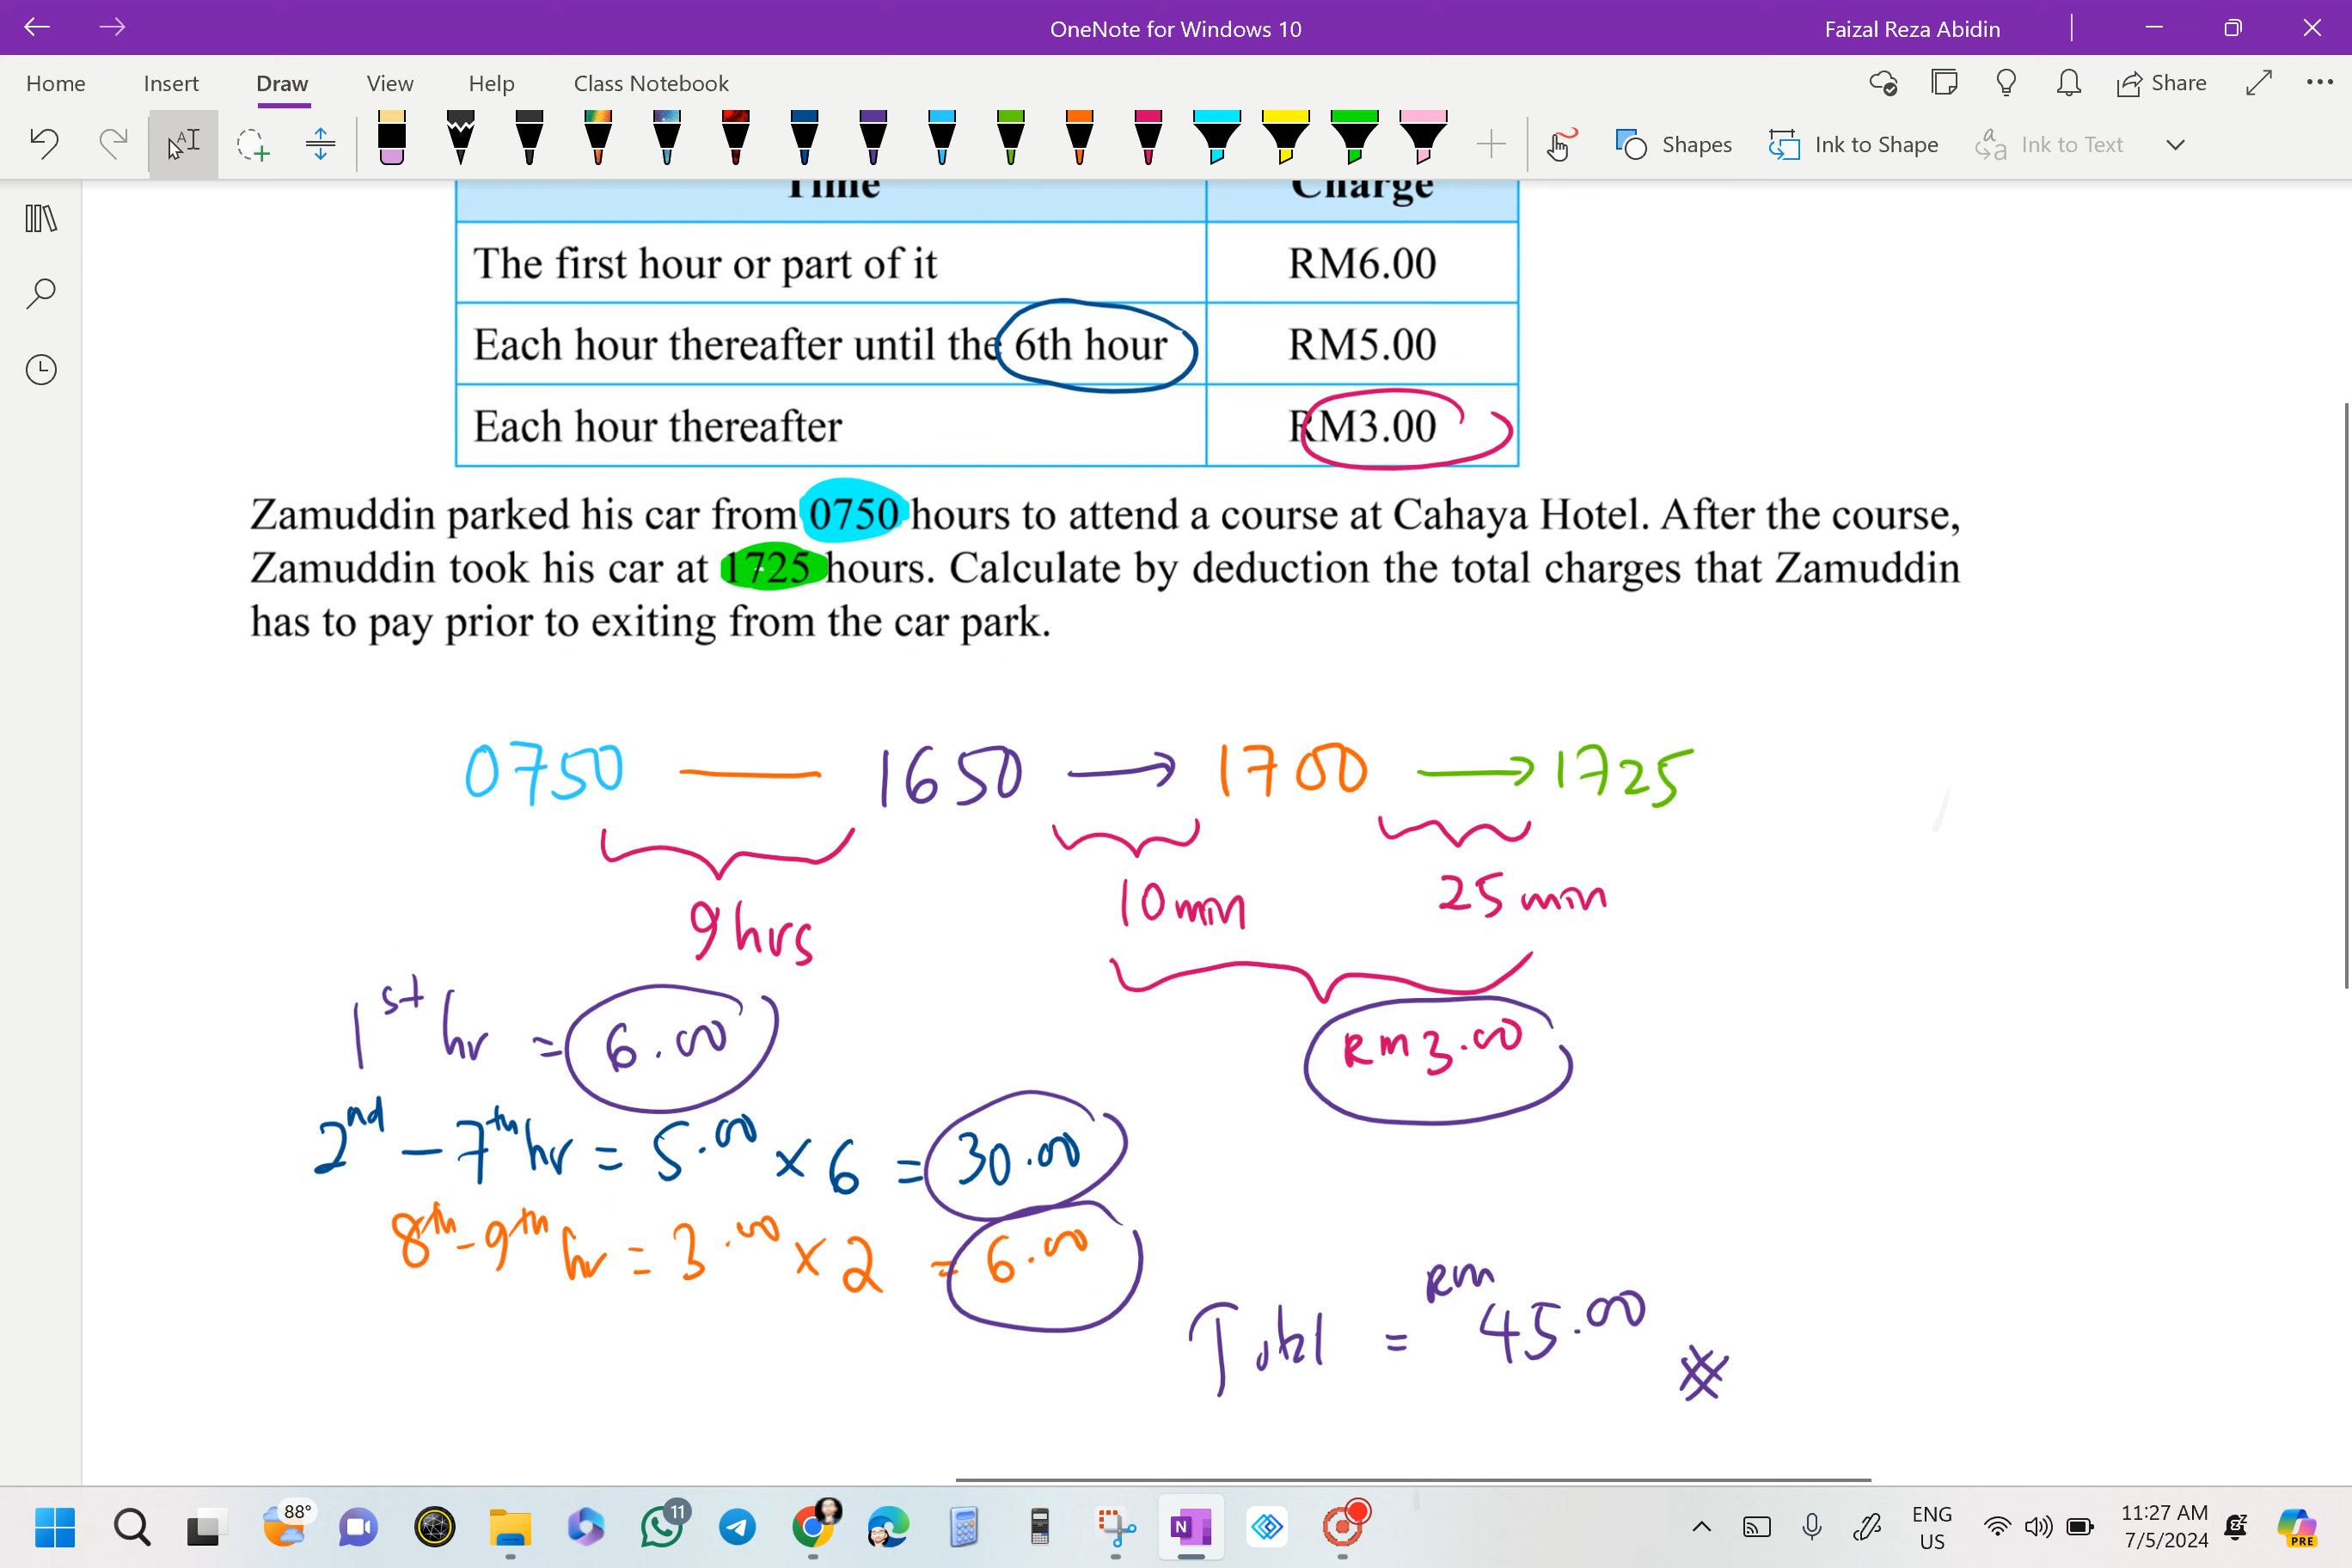 OneNote for Windows 10
Faizal Reza Abidin
Home Insert Draw View Help Class Notebook
Share
Shapes Ink to Shape Ink to Text
Time Charge
The first hour or part of it RM6.00
Each hour thereafter until the 6th hour RM5.00
Each hour thereafter RM3.00
Zamuddin parked his car from 0750 hours to attend a course at Cahaya Hotel. After the course,
Zamuddin took his car at 1725 hours. Calculate by deduction the total charges that Zamuddin
has to pay prior to exiting from the car park.
0750 — 1650 → 1700 → 1725
9 hrs 10 min 25 min
1st hr = 6.00 RM 3.00
2nd – 7th hr = 5.00 × 6 = 30.00
8th – 9th hr = 3.00 × 2 = 6.00
Total = RM 45.00
88°
11
ENG
US
11:27 AM
7/5/2024
PRE